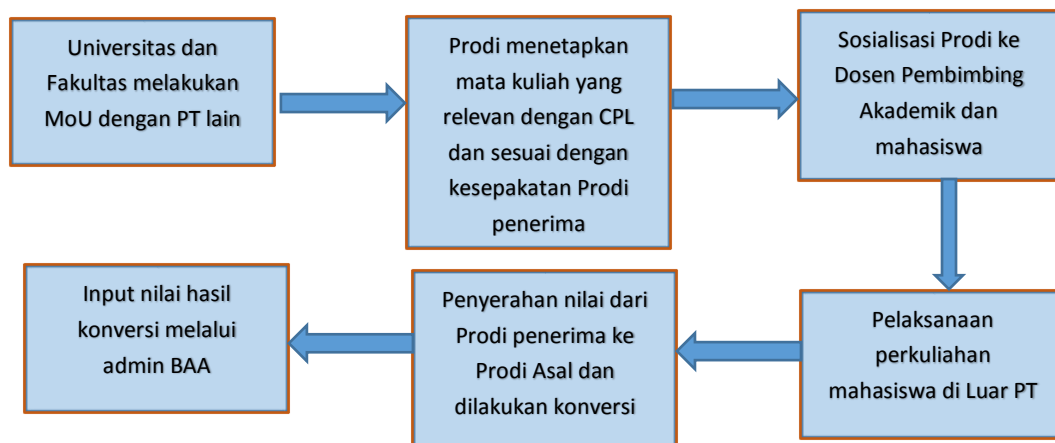 Universitas dan
Fakultas melakukan
MoU dengan PT lain
Prodi menetapkan
mata kuliah yang
relevan dengan CPL
dan sesuai dengan
kesepakatan Prodi
penerima
Sosialisasi Prodi ke
Dosen Pembimbing
Akademik dan
mahasiswa
Pelaksanaan
perkuliahan
mahasiswa di Luar PT
Penyerahan nilai dari
Prodi penerima ke
Prodi Asal dan
dilakukan konversi
Input nilai hasil
konversi melalui
admin BAA